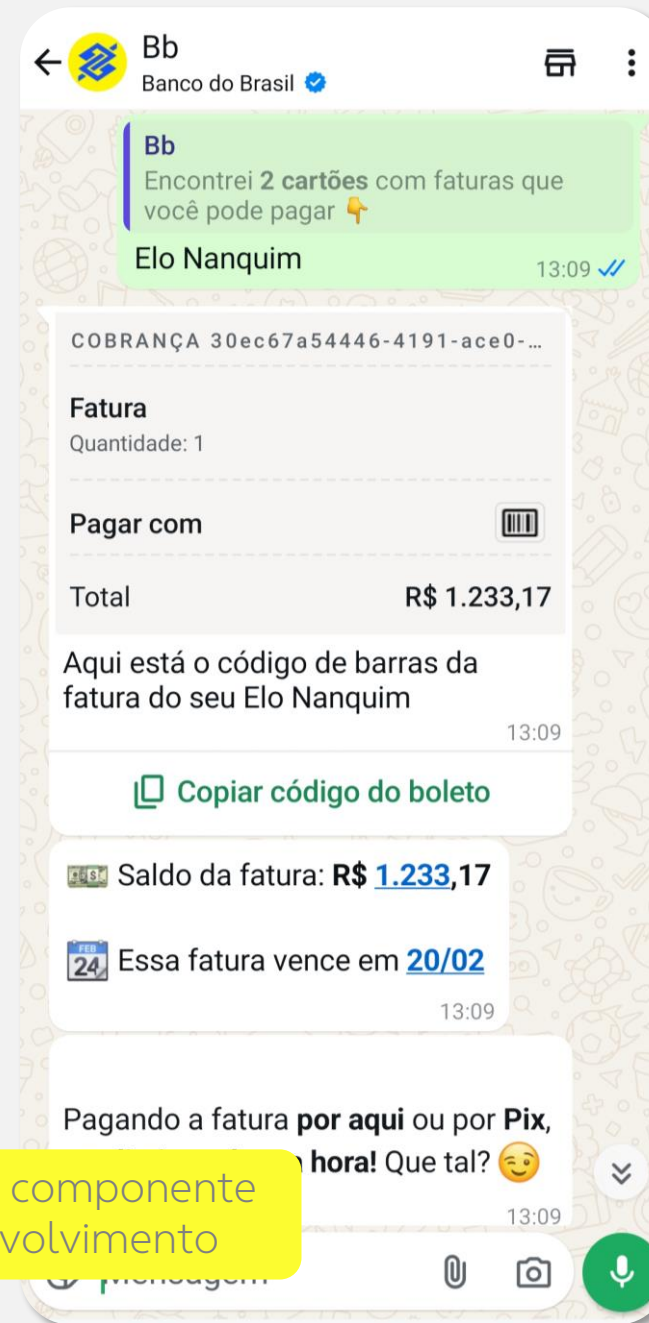 Bb
Banco do Brasil
Bb
Encontrei 2 cartões com faturas que
você pode pagar
Elo Nanquim
13:09
COBRANÇA 30ec67a54446-4191-ace0-…
Fatura
Quantidade: 1
Pagar com
Total R$ 1.233,17
Aqui está o código de barras da
fatura do seu Elo Nanquim
13:09
Copiar código do boleto
Saldo da fatura: R$ 1.233,17
FEB
24
Essa fatura vence em 20/02
13:09
Pagando a fatura por aqui ou por Pix,
hora! Que tal?
13:09
componente
volvimento